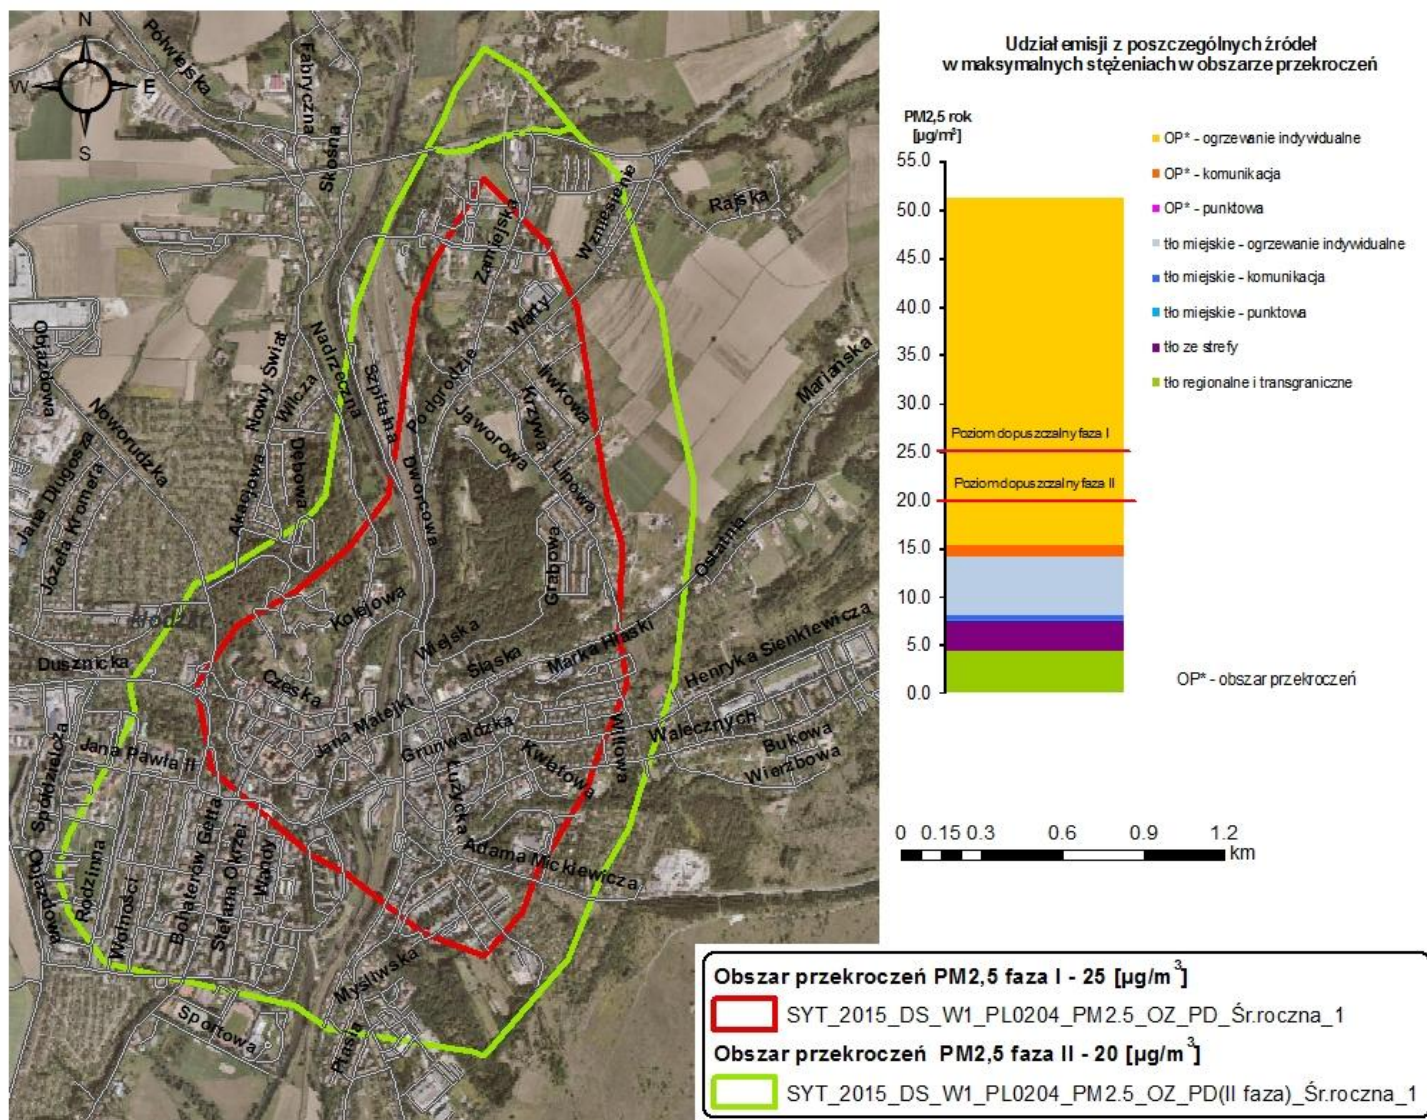 N
W
E
S
Półwiejska
Fabryczna
Skośna
Zamiejska
Wzniesienie
Rajska
Objazdowa
Nowy Świat
Nadrzeczna
Wilcza
Szpitalna
Podgrodzie
Warty
Iwkowa
Krzywa
Jaworowa
Lipowa
Mariańska
Noworudzka
Jana Długosza
Józefa Kromera
Akacjowa
Dębowa
Dworcowa
Grabowa
Ostatnia
Kłodzko
Kolejowa
Wiejska
Śląska
Marka Hłaski
Henryka Sienkiewicza
Dusznicka
Czeska
Jana Matejki
Grunwaldzka
Walecznych
Willowa
Bukowa
Wierzbowa
Kwiatowa
Łużycka
Jana Pawła II
Spółdzielcza
Adama Mickiewicza
Objazdowa
Rodzinna
Wolności
Bohaterów Getta
Stefana Okrzei
Wandy
Myśliwska
Sportowa
Ptasia
Udział emisji z poszczególnych źródeł
w maksymalnych stężeniach w obszarze przekroczeń
PM2,5 rok
[µg/m³]
55.0
50.0
45.0
40.0
35.0
30.0
25.0
20.0
15.0
10.0
5.0
0.0
Poziom dopuszczalny faza I
Poziom dopuszczalny faza II
OP* - ogrzewanie indywidualne
OP* - komunikacja
OP* - punktowa
tło miejskie - ogrzewanie indywidualne
tło miejskie - komunikacja
tło miejskie - punktowa
tło ze strefy
tło regionalne i transgraniczne
OP* - obszar przekroczeń
0 0.15 0.3 0.6 0.9 1.2
km
Obszar przekroczeń PM2,5 faza I - 25 [µg/m³]
SYT_2015_DS_W1_PL0204_PM2.5_OZ_PD_Śr.roczna_1
Obszar przekroczeń PM2,5 faza II - 20 [µg/m³]
SYT_2015_DS_W1_PL0204_PM2.5_OZ_PD(II faza)_Śr.roczna_1